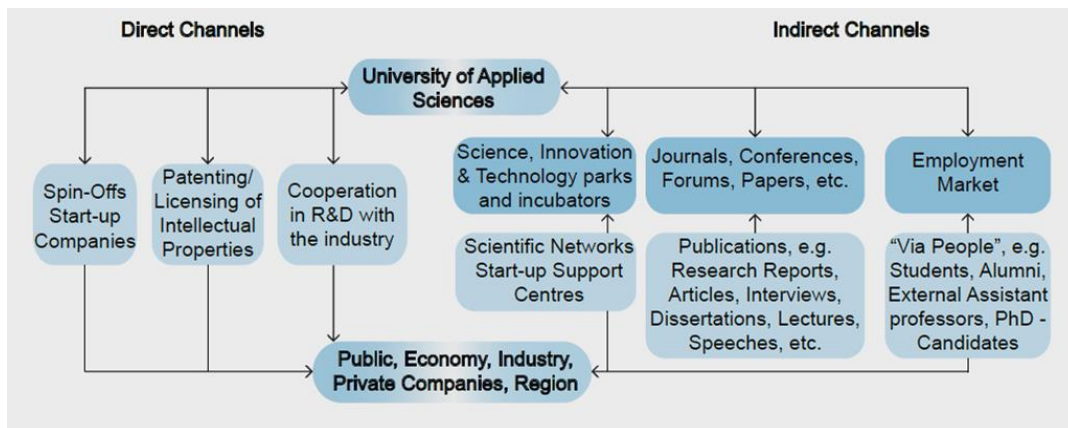 Direct Channels
Indirect Channels
University of Applied
Sciences
Spin-Offs
Start-up
Companies
Patenting/
Licensing of
Intellectual
Properties
Cooperation
in R&D with
the industry
Science, Innovation
& Technology parks
and incubators
Journals, Conferences,
Forums, Papers, etc.
Employment
Market
Scientific Networks
Start-up Support
Centres
Publications, e.g.
Research Reports,
Articles, Interviews,
Dissertations, Lectures,
Speeches, etc.
“Via People”, e.g.
Students, Alumni,
External Assistant
professors, PhD -
Candidates
Public, Economy, Industry,
Private Companies, Region